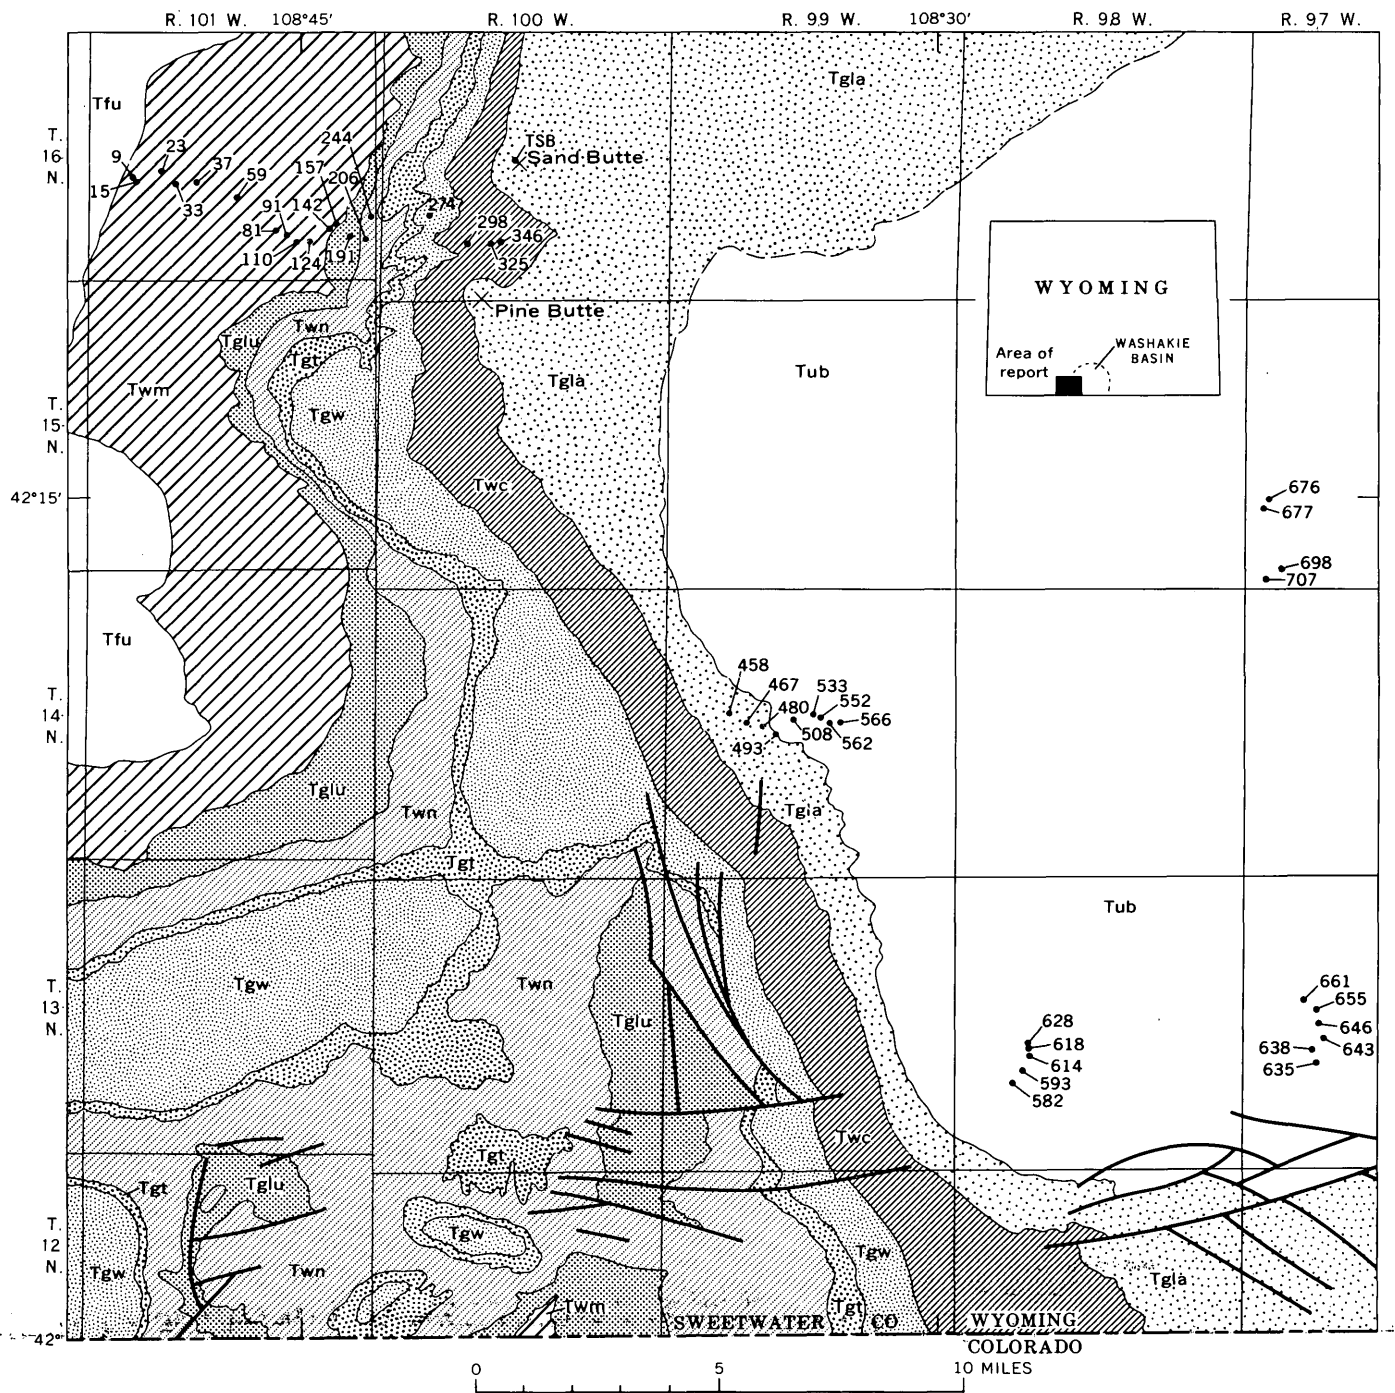 R. 101 W. 108°45' R. 100 W. R. 99 W. 108°30' R. 98 W. R. 97 W.
Tfu
Tgla
T.
16
N.
9
23
37
59
15
33
244
157
206
91
142
81
110
124
191
TSB
Sand Butte
274
298
346
325
Pine Butte
WYOMING
Area of
report
WASHAKIE
BASIN
Tglu
Twn
Tgt
Twm
Tgw
Tgla
Tub
T.
15
N.
Twc
42°15'
676
677
698
707
Tfu
T.
14
N.
458
467
480
493
533
552
566
508
562
Tglu
Twn
Tgla
Tgt
Tub
Tgw
Twn
Tglu
T.
13
N.
661
655
646
643
638
635
628
618
614
593
582
Twc
Tgt
Tgt
Tglu
T.
12
N.
Tgw
Tgw
Tgw
Twn
Tgla
Twm
Tgt
42°
SWEETWATER CO WYOMING
COLORADO
0 5 10 MILES